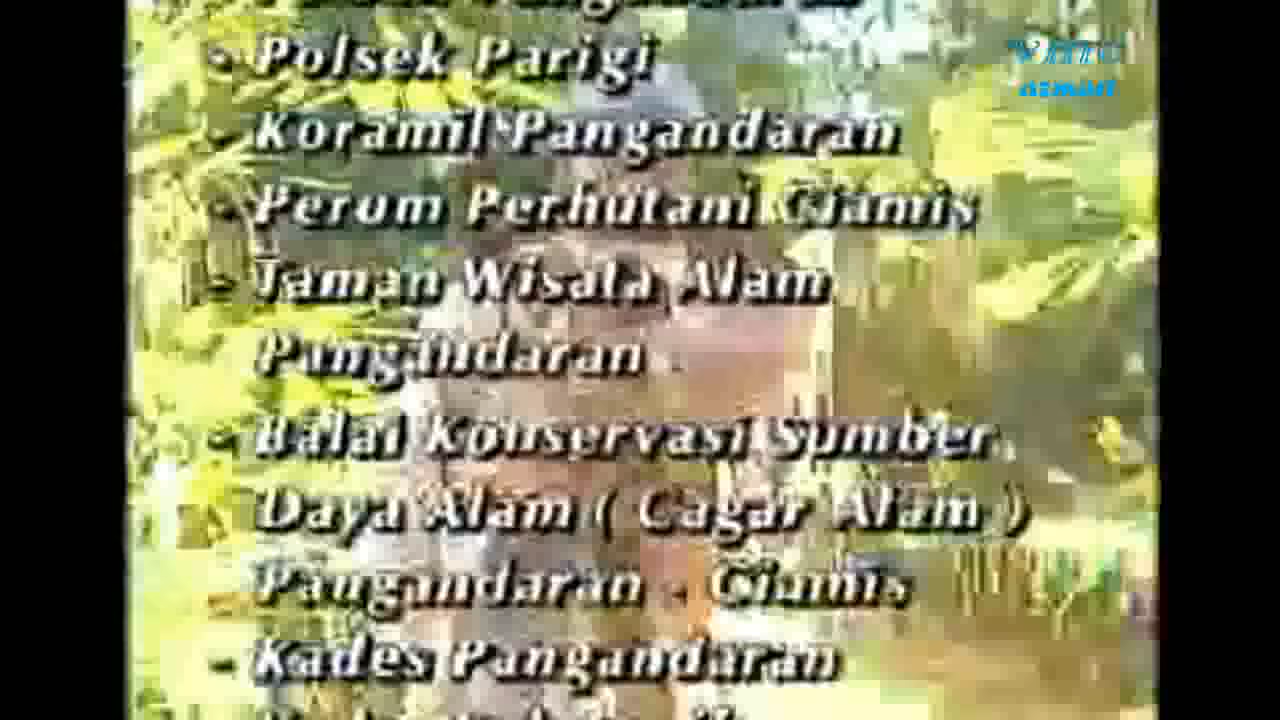 - Polsek Parigi
- Koramil Pangandaran
- Perum Perhutani Ciamis
- Taman Wisata Alam
Pangandaran
- Balai Konservasi Sumber
Daya Alam ( Cagar Alam )
Pangandaran - Ciamis
- Kades Pangandaran